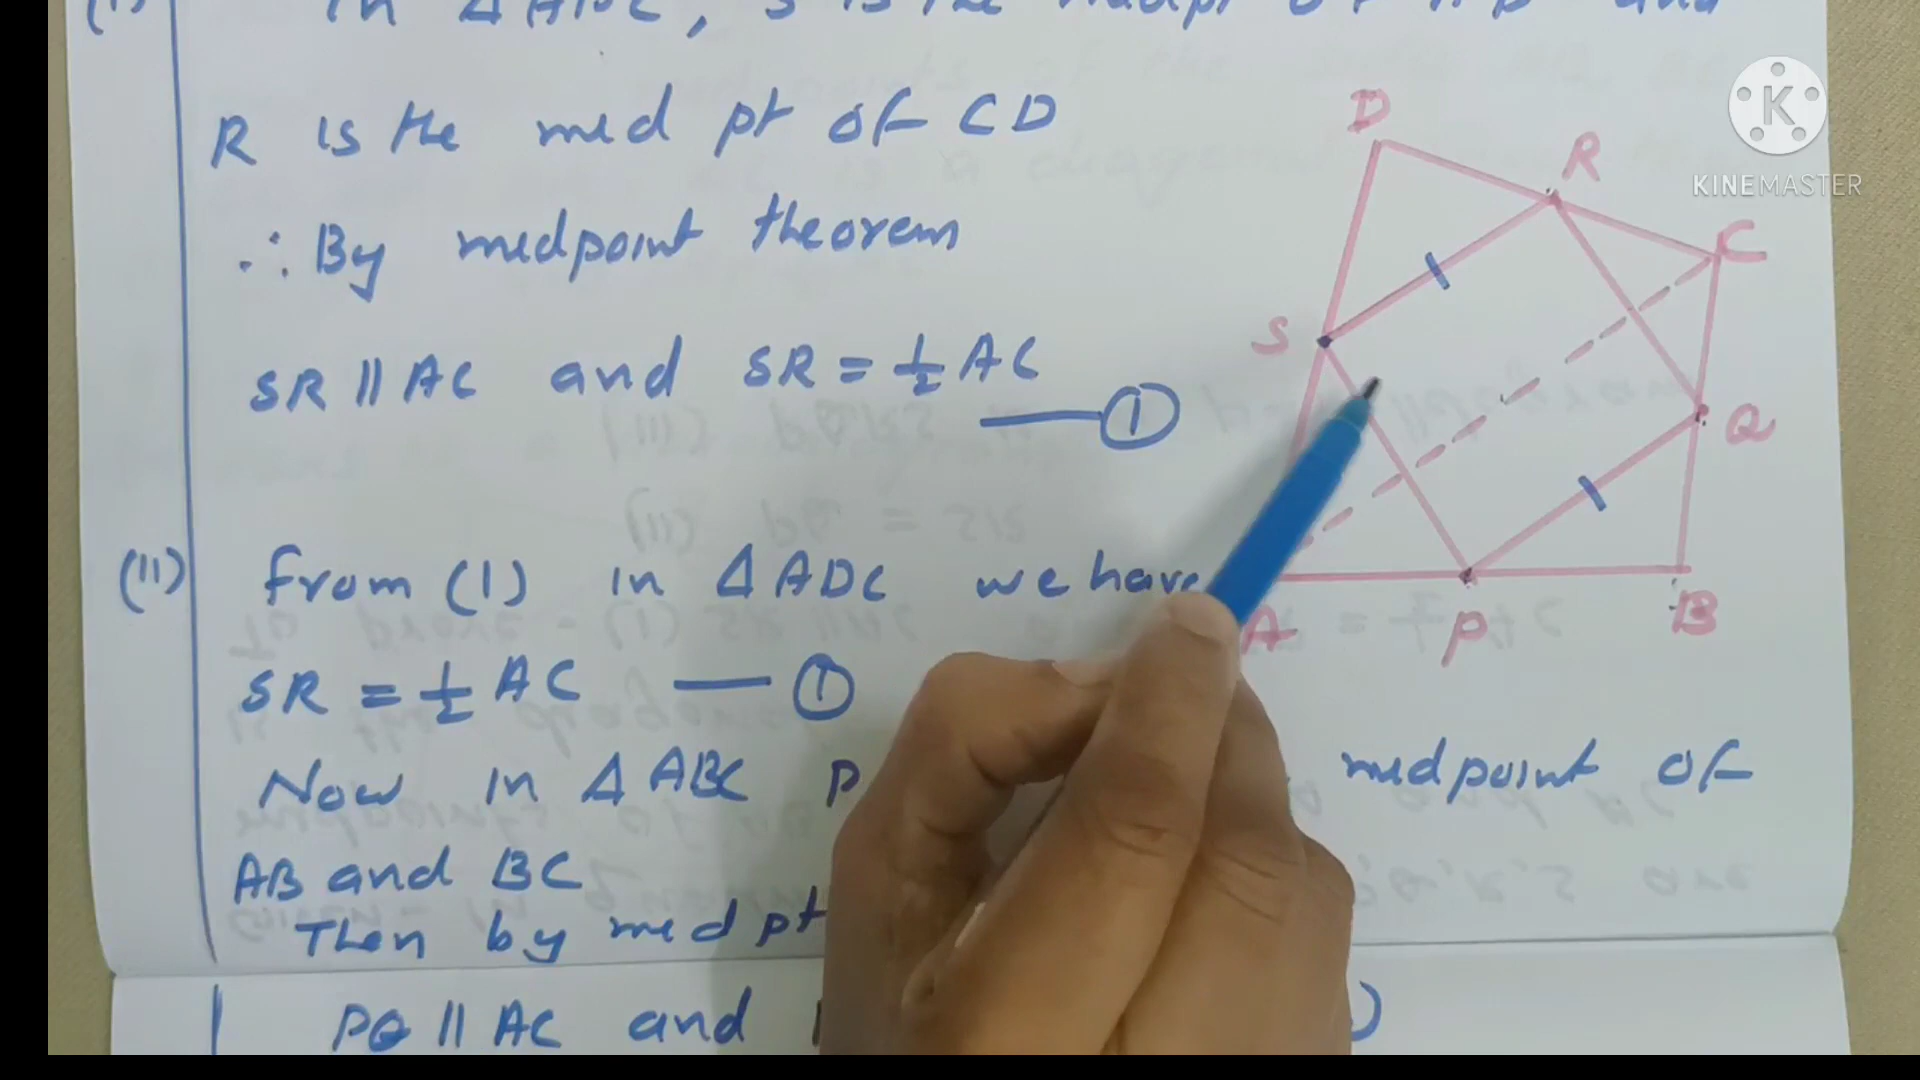 R is the mid pt of CD
∴ By midpoint theorem
SR || AC and SR = 1/2 AC
— ①
(II) From (1) in Δ ADC we have
SR = 1/2 AC — ①
Now in Δ ABC P midpoint of
AB and BC
Then by mid pt
PQ || AC and
D
R
C
S
Q
A
P
B
K
KINEMASTER